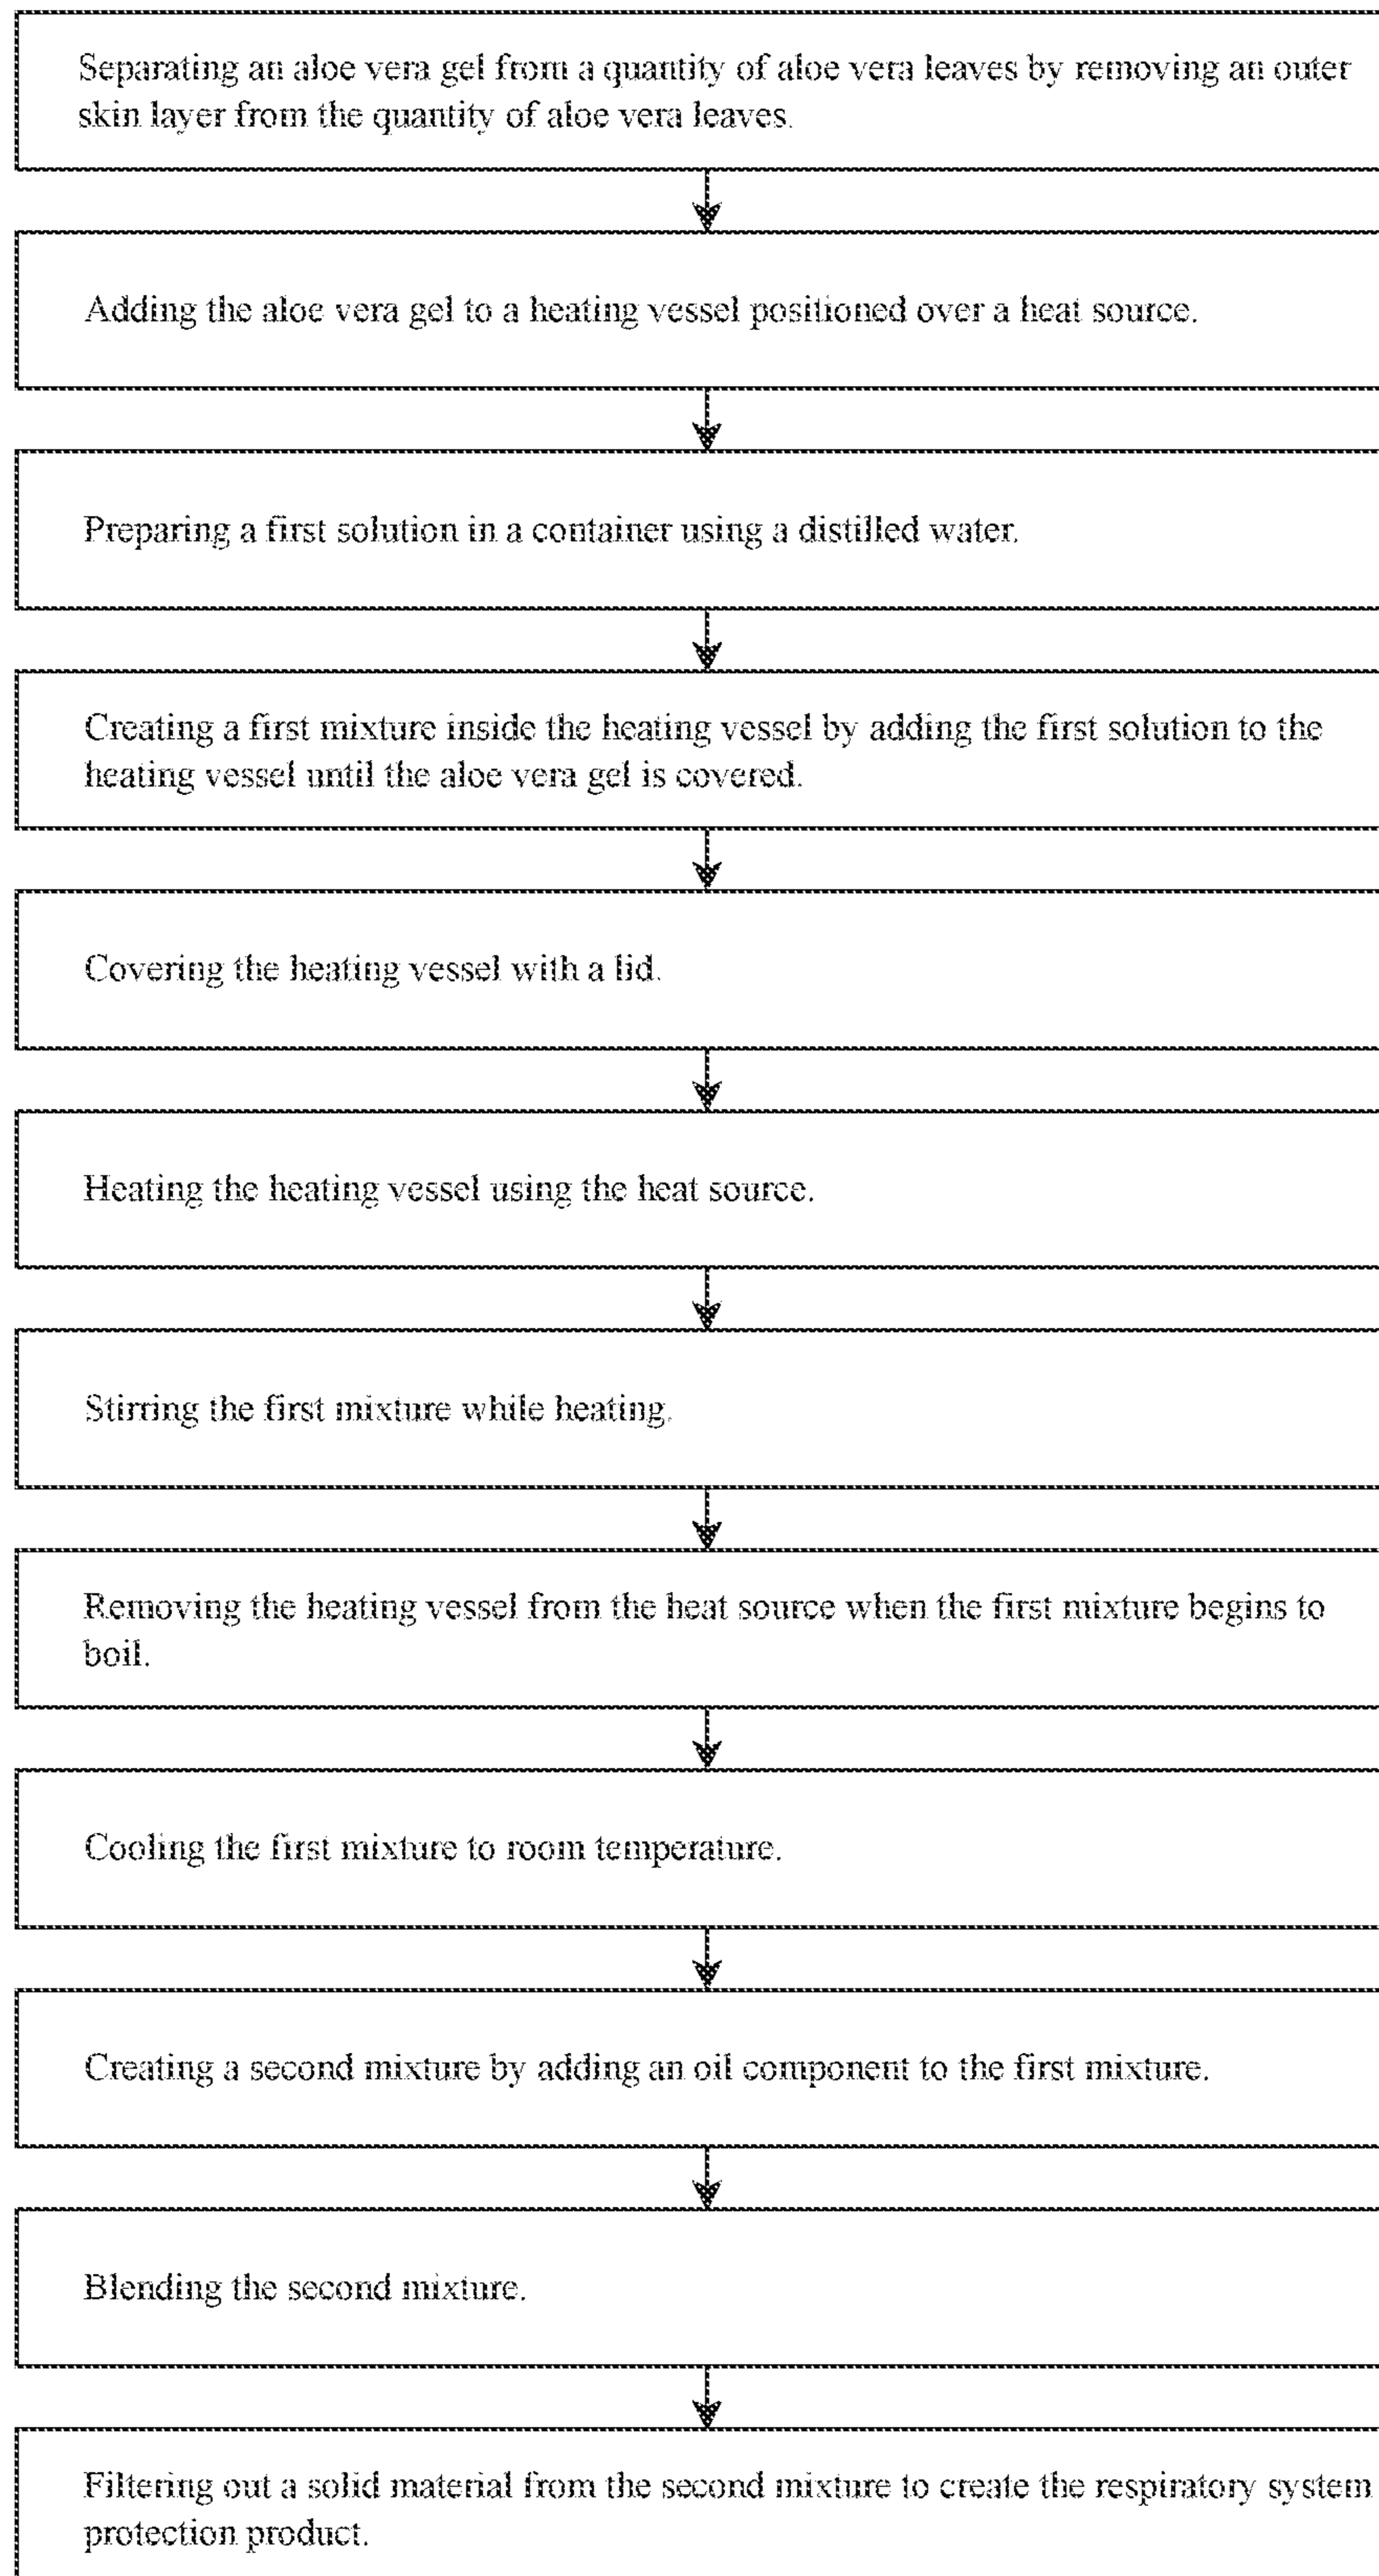 Separating an aloe vera gel from a quantity of aloe vera leaves by removing an outer
skin layer from the quantity of aloe vera leaves.
Adding the aloe vera gel to a heating vessel positioned over a heat source.
Preparing a first solution in a container using a distilled water.
Creating a first mixture inside the heating vessel by adding the first solution to the
heating vessel until the aloe vera gel is covered.
Covering the heating vessel with a lid.
Heating the heating vessel using the heat source.
Stirring the first mixture while heating.
Removing the heating vessel from the heat source when the first mixture begins to
boil.
Cooling the first mixture to room temperature.
Creating a second mixture by adding an oil component to the first mixture.
Blending the second mixture.
Filtering out a solid material from the second mixture to create the respiratory system
protection product.